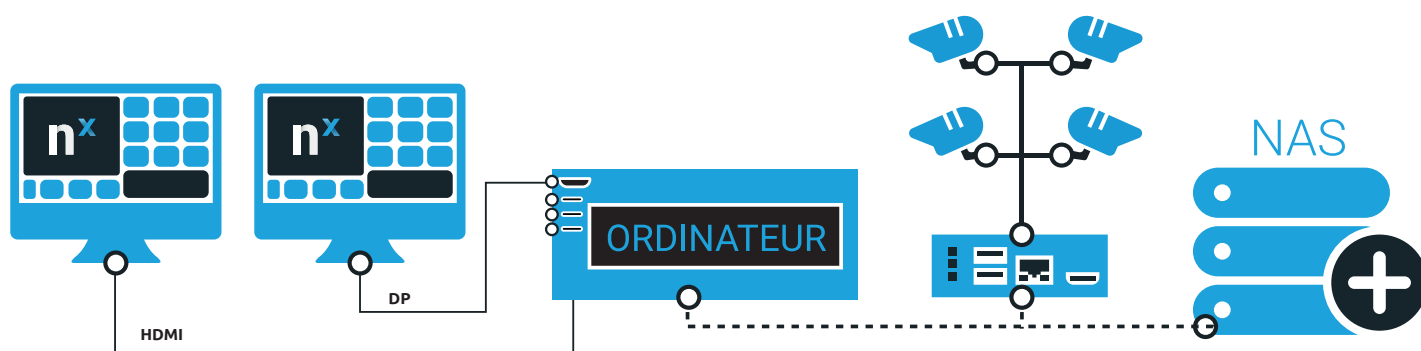 nx
nx
NAS
ORDINATEUR
DP
HDMI